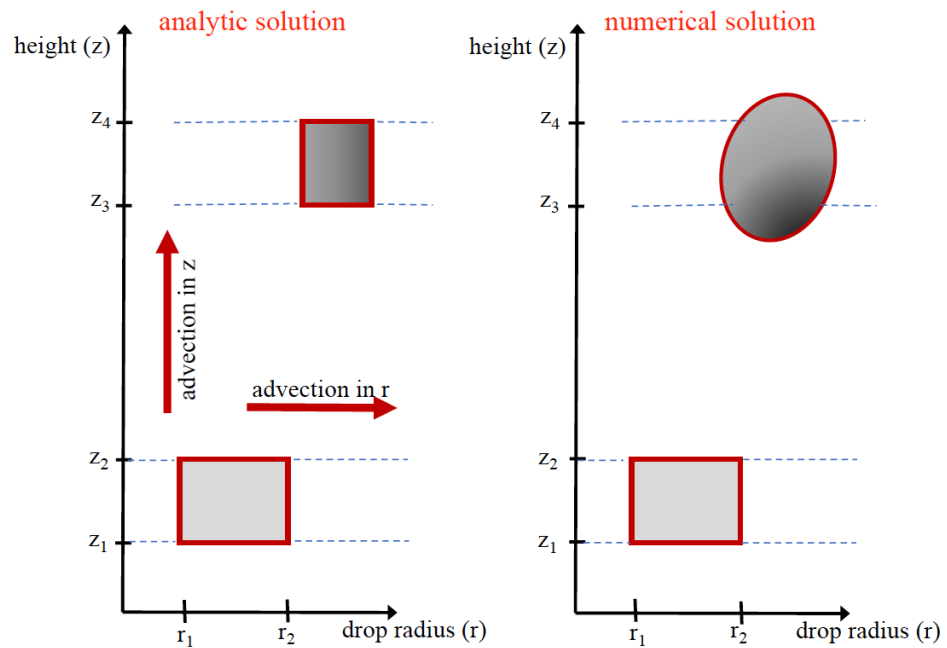 analytic solution
height (z)
z4
z3
advection in z
advection in r
z2
z1
r1
r2
drop radius (r)
numerical solution
height (z)
z4
z3
z2
z1
r1
r2
drop radius (r)